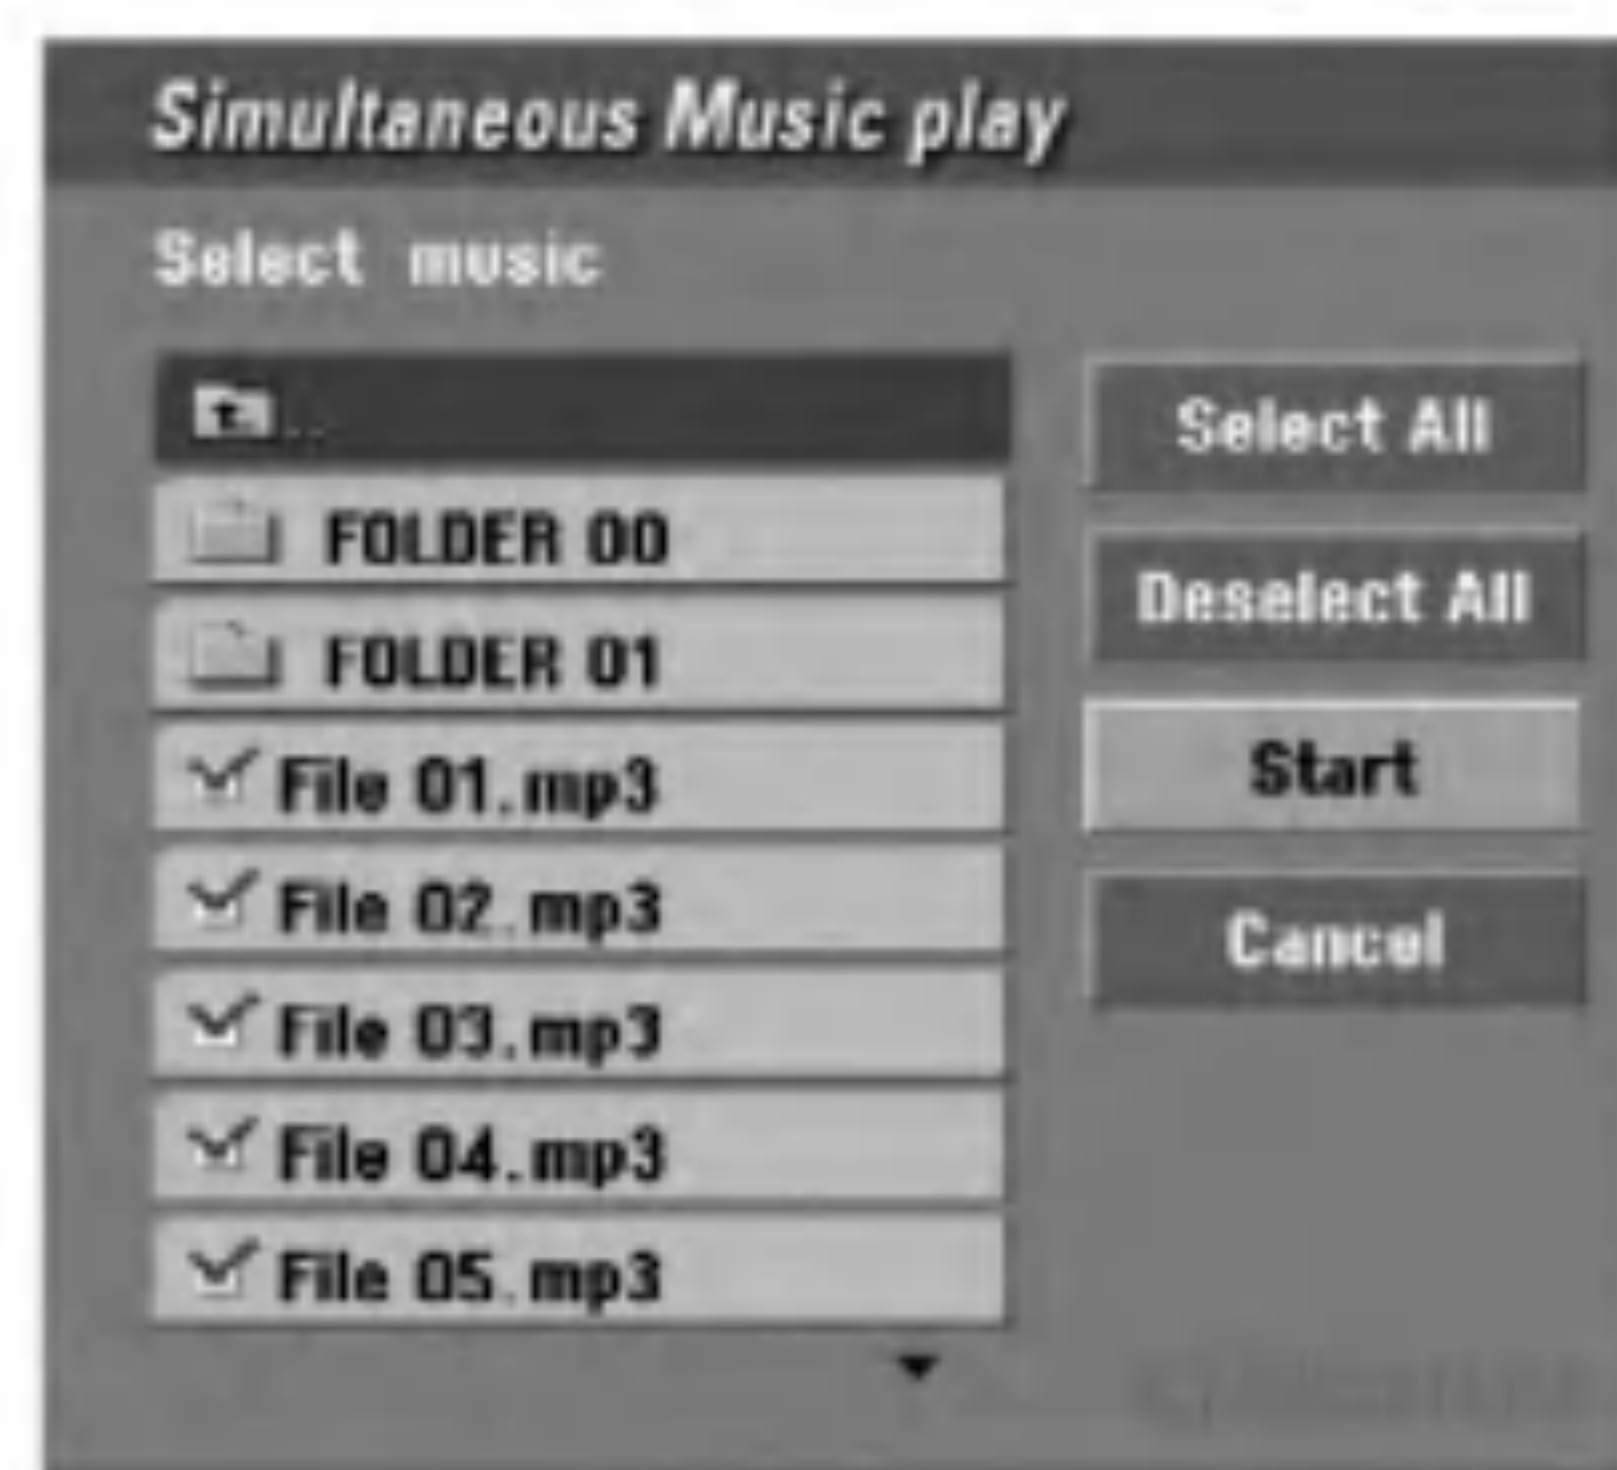 Simultaneous Music play
Select music
..
FOLDER 00
FOLDER 01
File 01.mp3
File 02.mp3
File 03.mp3
File 04.mp3
File 05.mp3
Select All
Deselect All
Start
Cancel